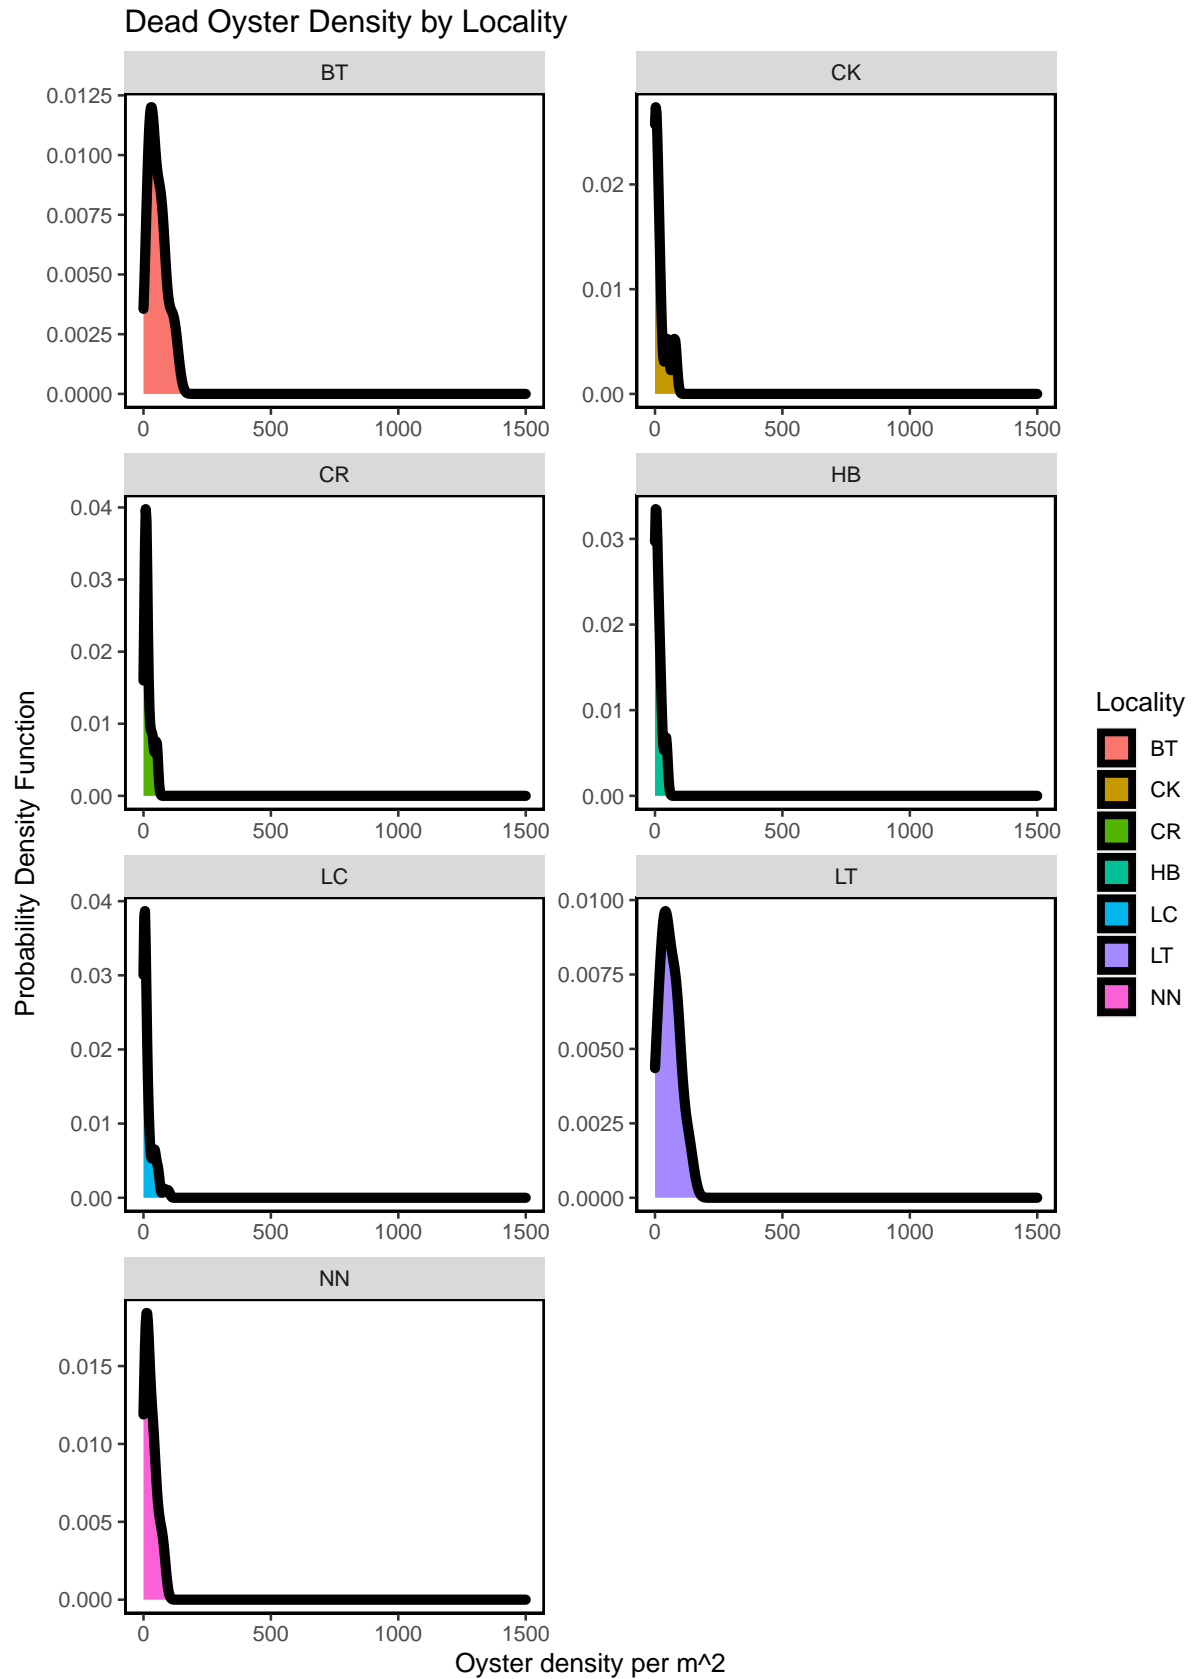 Dead Oyster Density by Locality
BT
CK
0.0125
0.0100
0.0075
0.0050
0.0025
0.0000
0.02
0.01
0.00
0 500 1000 1500
0 500 1000 1500
CR
HB
0.04
0.03
0.02
0.01
0.00
0.03
0.02
0.01
0.00
0 500 1000 1500
0 500 1000 1500
LC
LT
0.04
0.03
0.02
0.01
0.00
0.0100
0.0075
0.0050
0.0025
0.0000
0 500 1000 1500
0 500 1000 1500
NN
0.015
0.010
0.005
0.000
0 500 1000 1500
Oyster density per m^2
Probability Density Function
Locality
BT
CK
CR
HB
LC
LT
NN